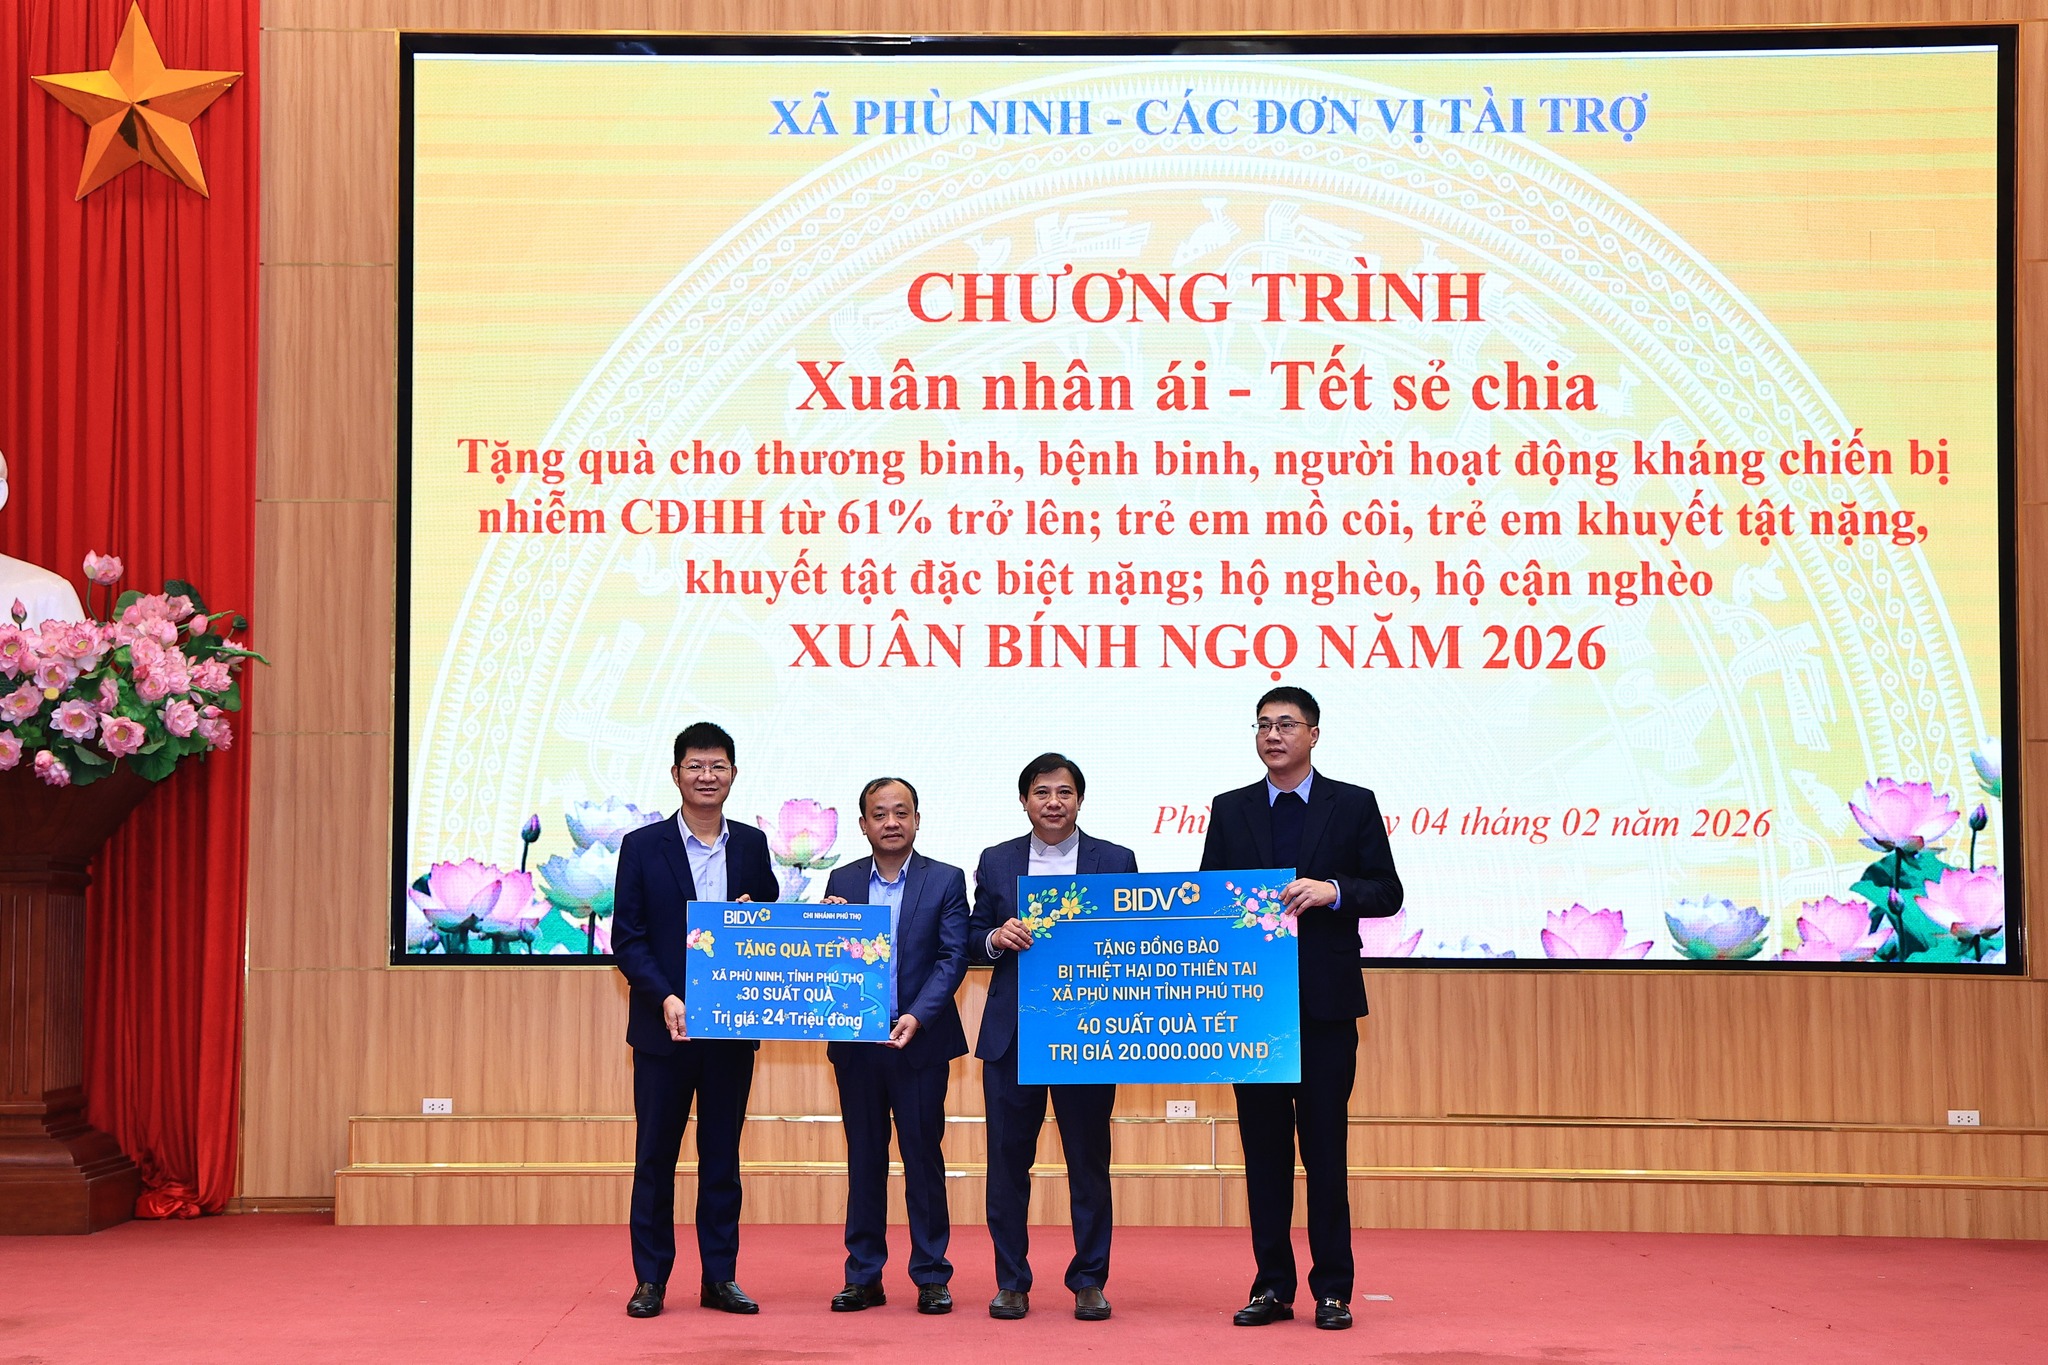 XÃ PHÙ NINH - CÁC ĐƠN VỊ TÀI TRỢ
CHƯƠNG TRÌNH
Xuân nhân ái - Tết sẻ chia
Tặng quà cho thương binh, bệnh binh, người hoạt động kháng chiến bị
nhiễm CĐHH từ 61% trở lên; trẻ em mồ côi, trẻ em khuyết tật nặng,
khuyết tật đặc biệt nặng; hộ nghèo, hộ cận nghèo
XUÂN BÍNH NGỌ NĂM 2026
04 tháng 02 năm 2026
BIDV CHI NHÁNH PHÚ THỌ
TẶNG QUÀ TẾT
XÃ PHÙ NINH, TỈNH PHÚ THỌ
30 SUẤT QUÀ
Trị giá: 24 Triệu đồng
BIDV
TẶNG ĐỒNG BÀO
BỊ THIỆT HẠI DO THIÊN TAI
XÃ PHÙ NINH TỈNH PHÚ THỌ
40 SUẤT QUÀ TẾT
TRỊ GIÁ 20.000.000 VNĐ